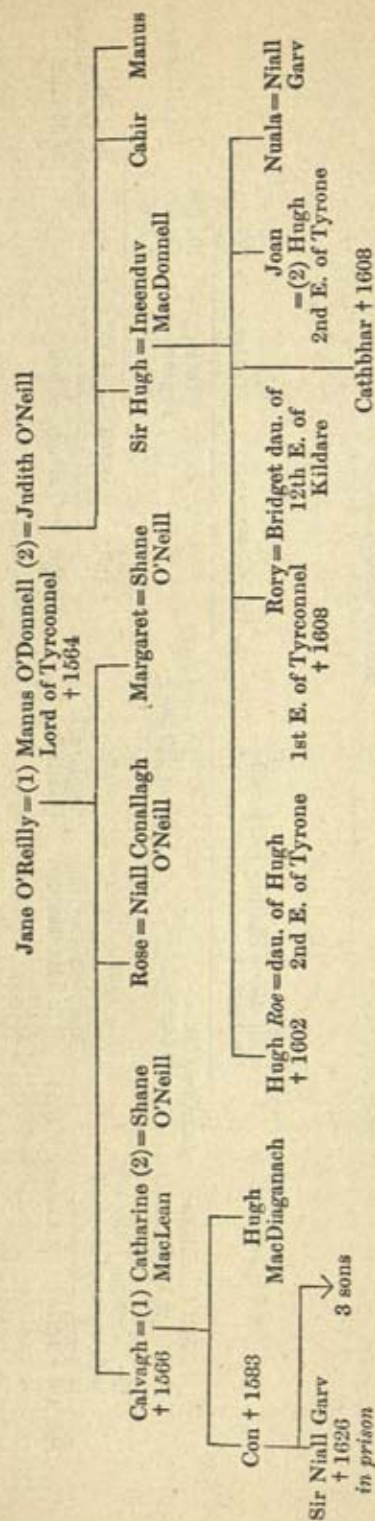 Jane O'Reilly=(1) Manus O'Donnell (2)=Judith O'Neill
Lord of Tyrconnel
† 1564
Calvagh=(1) Catharine (2)=Shane
† 1566 MacLean O'Neill
Rose=Niall Conallagh
O'Neill
Margaret=Shane
O'Neill
Sir Hugh=Ineenduv
MacDonnell
Cahir
Manus
Con † 1583
Hugh
MacDiaganach
Hugh Roe=dau. of Hugh
† 1602 2nd E. of Tyrone
Rory=Bridget dau. of
1st E. of Tyrconnel 12th E. of
† 1608 Kildare
Joan
=(2) Hugh
2nd E. of Tyrone
Nuala=Niall
Garv
Cathbhar † 1608
Sir Niall Garv
† 1626
in prison
3 sons